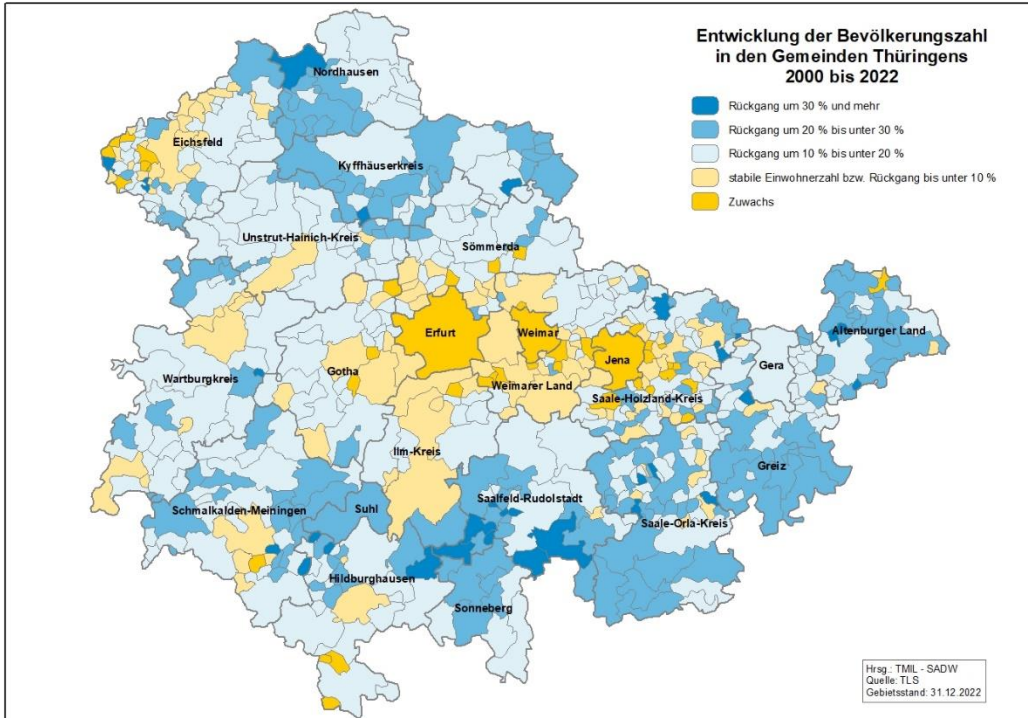 Entwicklung der Bevölkerungszahl
in den Gemeinden Thüringens
2000 bis 2022
Rückgang um 30 % und mehr
Rückgang um 20 % bis unter 30 %
Rückgang um 10 % bis unter 20 %
stabile Einwohnerzahl bzw. Rückgang bis unter 10 %
Zuwachs
Nordhausen
Eichsfeld
Kyffhäuserkreis
Unstrut-Hainich-Kreis
Sömmerda
Erfurt
Weimar
Jena
Altenburger Land
Gera
Gotha
Wartburgkreis
Weimarer Land
Saale-Holzland-Kreis
Ilm-Kreis
Greiz
Saalfeld-Rudolstadt
Schmalkalden-Meiningen
Suhl
Saale-Orla-Kreis
Hildburghausen
Sonneberg
Hrsg.: TMIL - SADW
Quelle: TLS
Gebietsstand: 31.12.2022